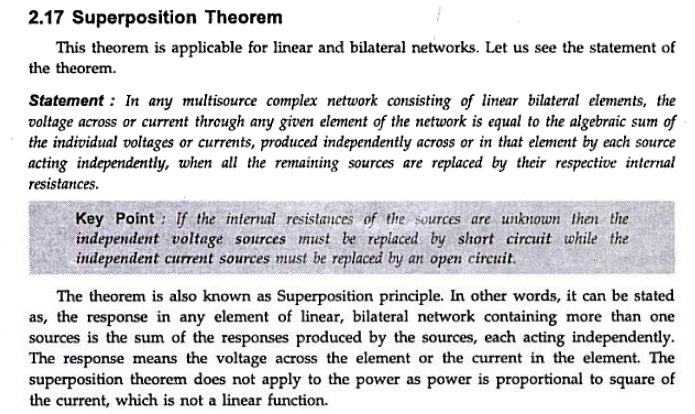 2.17 Superposition Theorem
This theorem is applicable for linear and bilateral networks. Let us see the statement of
the theorem.
Statement : In any multisource complex network consisting of linear bilateral elements, the
voltage across or current through any given element of the network is equal to the algebraic sum of
the individual voltages or currents, produced independently across or in that element by each source
acting independently, when all the remaining sources are replaced by their respective internal
resistances.
Key Point : If the internal resistances of the sources are unknown then the
independent voltage sources must be replaced by short circuit while the
independent current sources must be replaced by an open circuit.
The theorem is also known as Superposition principle. In other words, it can be stated
as, the response in any element of linear, bilateral network containing more than one
sources is the sum of the responses produced by the sources, each acting independently.
The response means the voltage across the element or the current in the element. The
superposition theorem does not apply to the power as power is proportional to square of
the current, which is not a linear function.